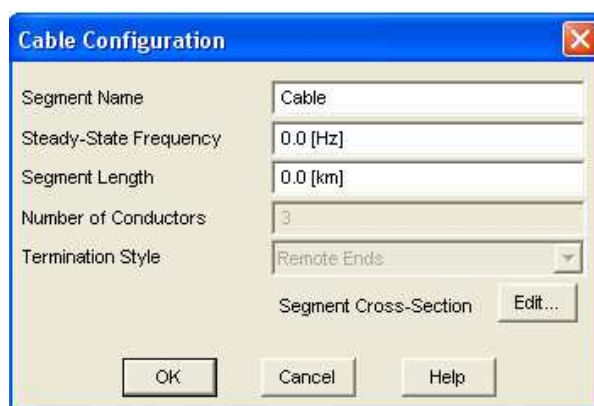 Cable Configuration
Segment Name Cable
Steady-State Frequency 0.0 [Hz]
Segment Length 0.0 [km]
Number of Conductors 3
Termination Style Remote Ends
Segment Cross-Section Edit...
OK Cancel Help